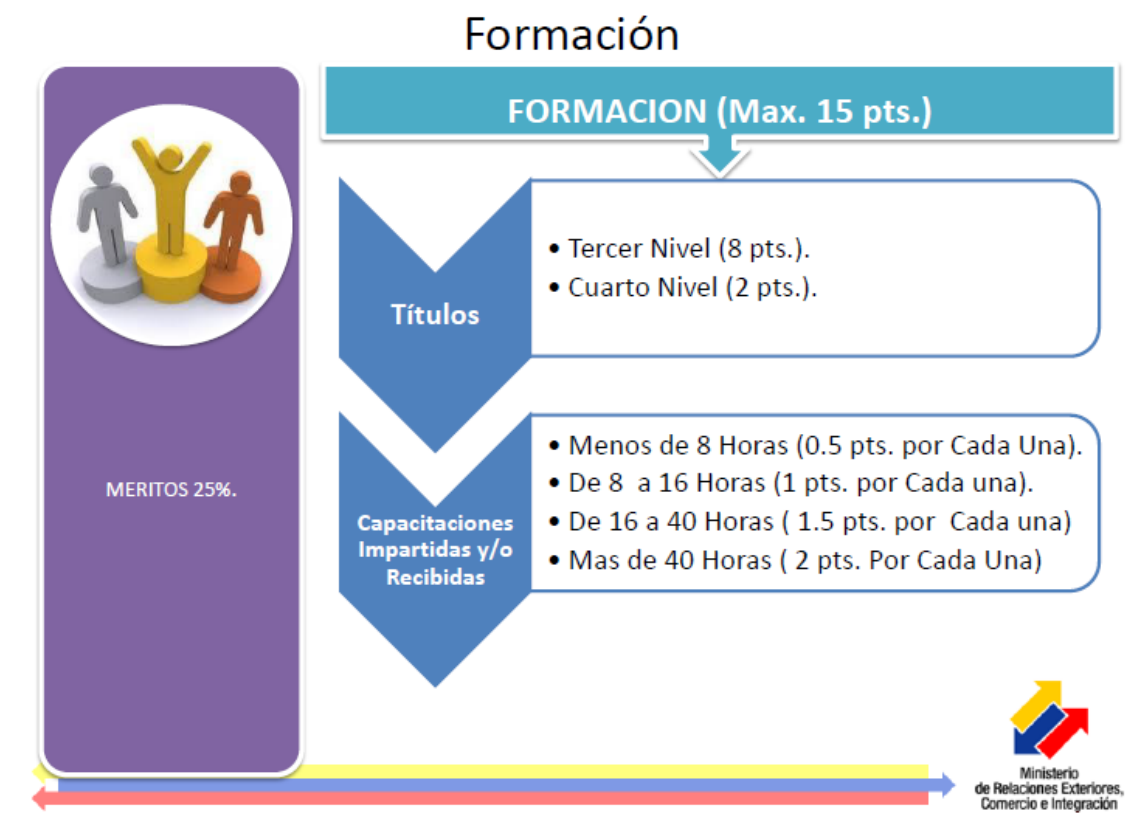 Formación
FORMACION (Max. 15 pts.)
MERITOS 25%.
Títulos
• Tercer Nivel (8 pts.).
• Cuarto Nivel (2 pts.).
Capacitaciones
Impartidas y/o
Recibidas
• Menos de 8 Horas (0.5 pts. por Cada Una).
• De 8 a 16 Horas (1 pts. por Cada una).
• De 16 a 40 Horas ( 1.5 pts. por Cada una)
• Mas de 40 Horas ( 2 pts. Por Cada Una)
Ministerio
de Relaciones Exteriores,
Comercio e Integración